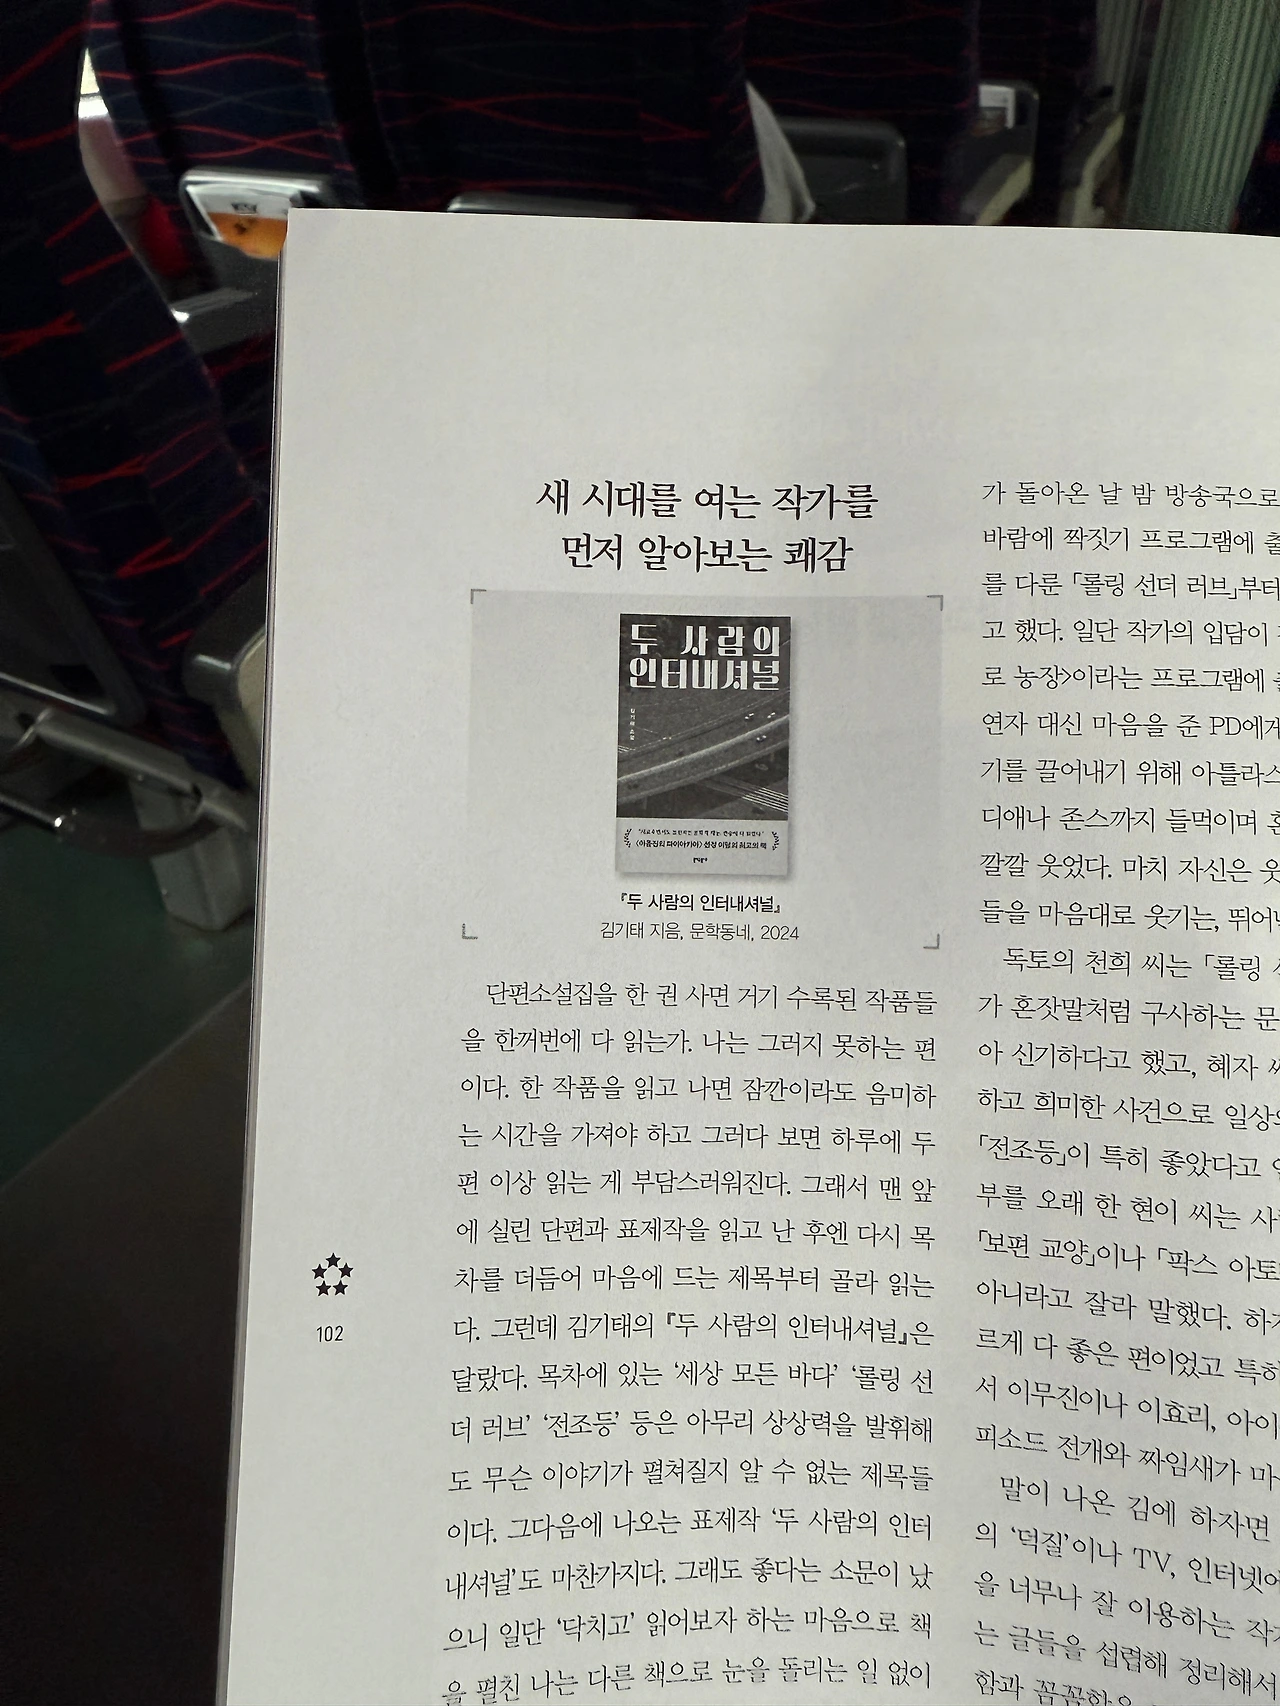 새 시대를 여는 작가를
먼저 알아보는 쾌감
두 사람의
인터내셔널
『두 사람의 인터내셔널』
김기태 지음, 문학동네, 2024
단편소설집을 한 권 사면 거기 수록된 작품들
을 한꺼번에 다 읽는가. 나는 그러지 못하는 편
이다. 한 작품을 읽고 나면 잠깐이라도 음미하
는 시간을 가져야 하고 그러다 보면 하루에 두
편 이상 읽는 게 부담스러워진다. 그래서 맨 앞
에 실린 단편과 표제작을 읽고 난 후엔 다시 목
차를 더듬어 마음에 드는 제목부터 골라 읽는
다. 그런데 김기태의 『두 사람의 인터내셔널』은
달랐다. 목차에 있는 ‘세상 모든 바다’ ‘롤링 선
더 러브’ ‘전조등’ 등은 아무리 상상력을 발휘해
도 무슨 이야기가 펼쳐질지 알 수 없는 제목들
이다. 그다음에 나오는 표제작 ‘두 사람의 인터
내셔널’도 마찬가지다. 그래도 좋다는 소문이 났
으니 일단 ‘닥치고’ 읽어보자 하는 마음으로 책
을 펼친 나는 다른 책으로 눈을 돌리는 일 없이
102
가 돌아온 날 밤 방송국으로
바람에 짝짓기 프로그램에 출
를 다룬 「롤링 선더 러브」부터
고 했다. 일단 작가의 입담이
로 농장>이라는 프로그램에
연자 대신 마음을 준 PD에게
기를 끌어내기 위해 아틀라스
디애나 존스까지 들먹이며
깔깔 웃었다. 마치 자신은 웃
들을 마음대로 웃기는, 뛰어난
독토의 천희 씨는 「롤링
가 혼잣말처럼 구사하는 문
아 신기하다고 했고, 혜자 씨
하고 희미한 사건으로 일상의
「전조등」이 특히 좋았다고
부를 오래 한 현이 씨는 사
「보편 교양」이나 「팍스 아토
아니라고 잘라 말했다. 하지
르게 다 좋은 편이었고 특히
서 이무진이나 이효리, 아이
피소드 전개와 짜임새가 마
말이 나온 김에 하자면
의 ‘덕질’이나 TV, 인터넷에
을 너무나 잘 이용하는 작가
는 글들을 섭렵해 정리해서
함과 꼼꼼함으